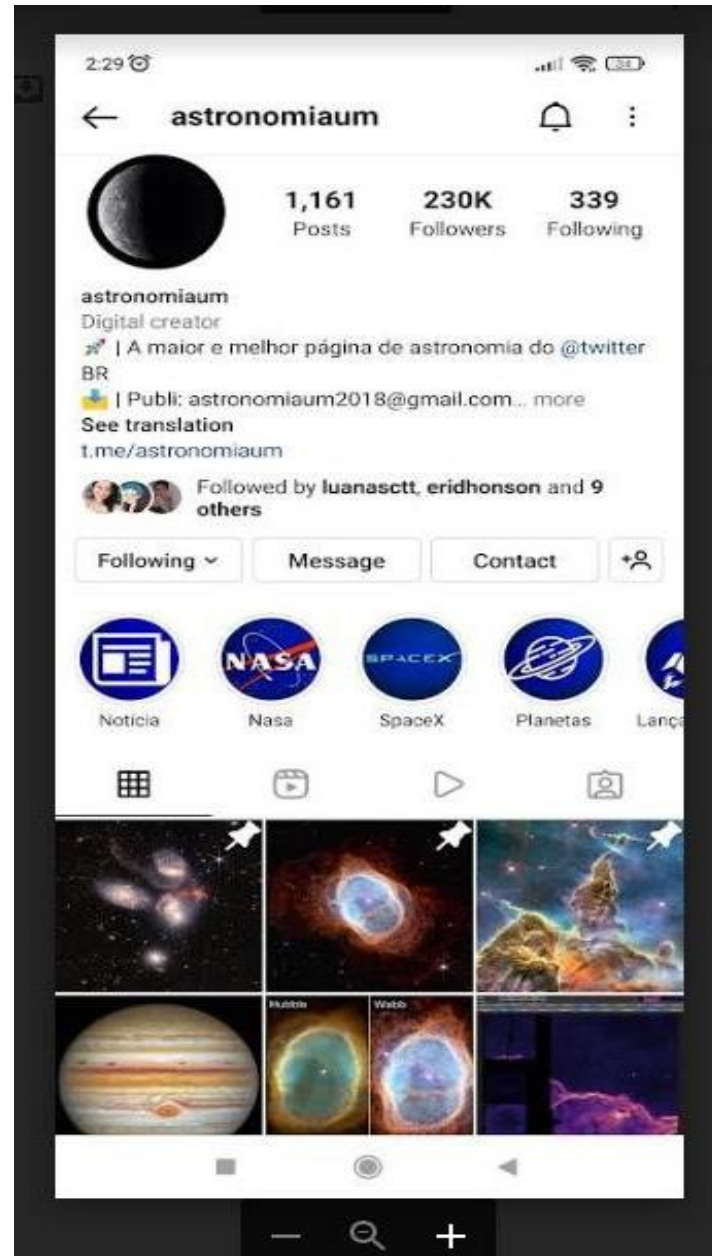 2:29
34
astronomiaum
1,161 230K 339
Posts Followers Following
astronomiaum
Digital creator
🚀 | A maior e melhor página de astronomia do @twitter
BR
📥 | Publi: astronomiaum2018@gmail.com... more
See translation
t.me/astronomiaum
Followed by luanasctt, eridhonson and 9
others
Following Message Contact
NASA SPACEX
Noticia Nasa SpaceX Planetas Lança
Hubble Webb